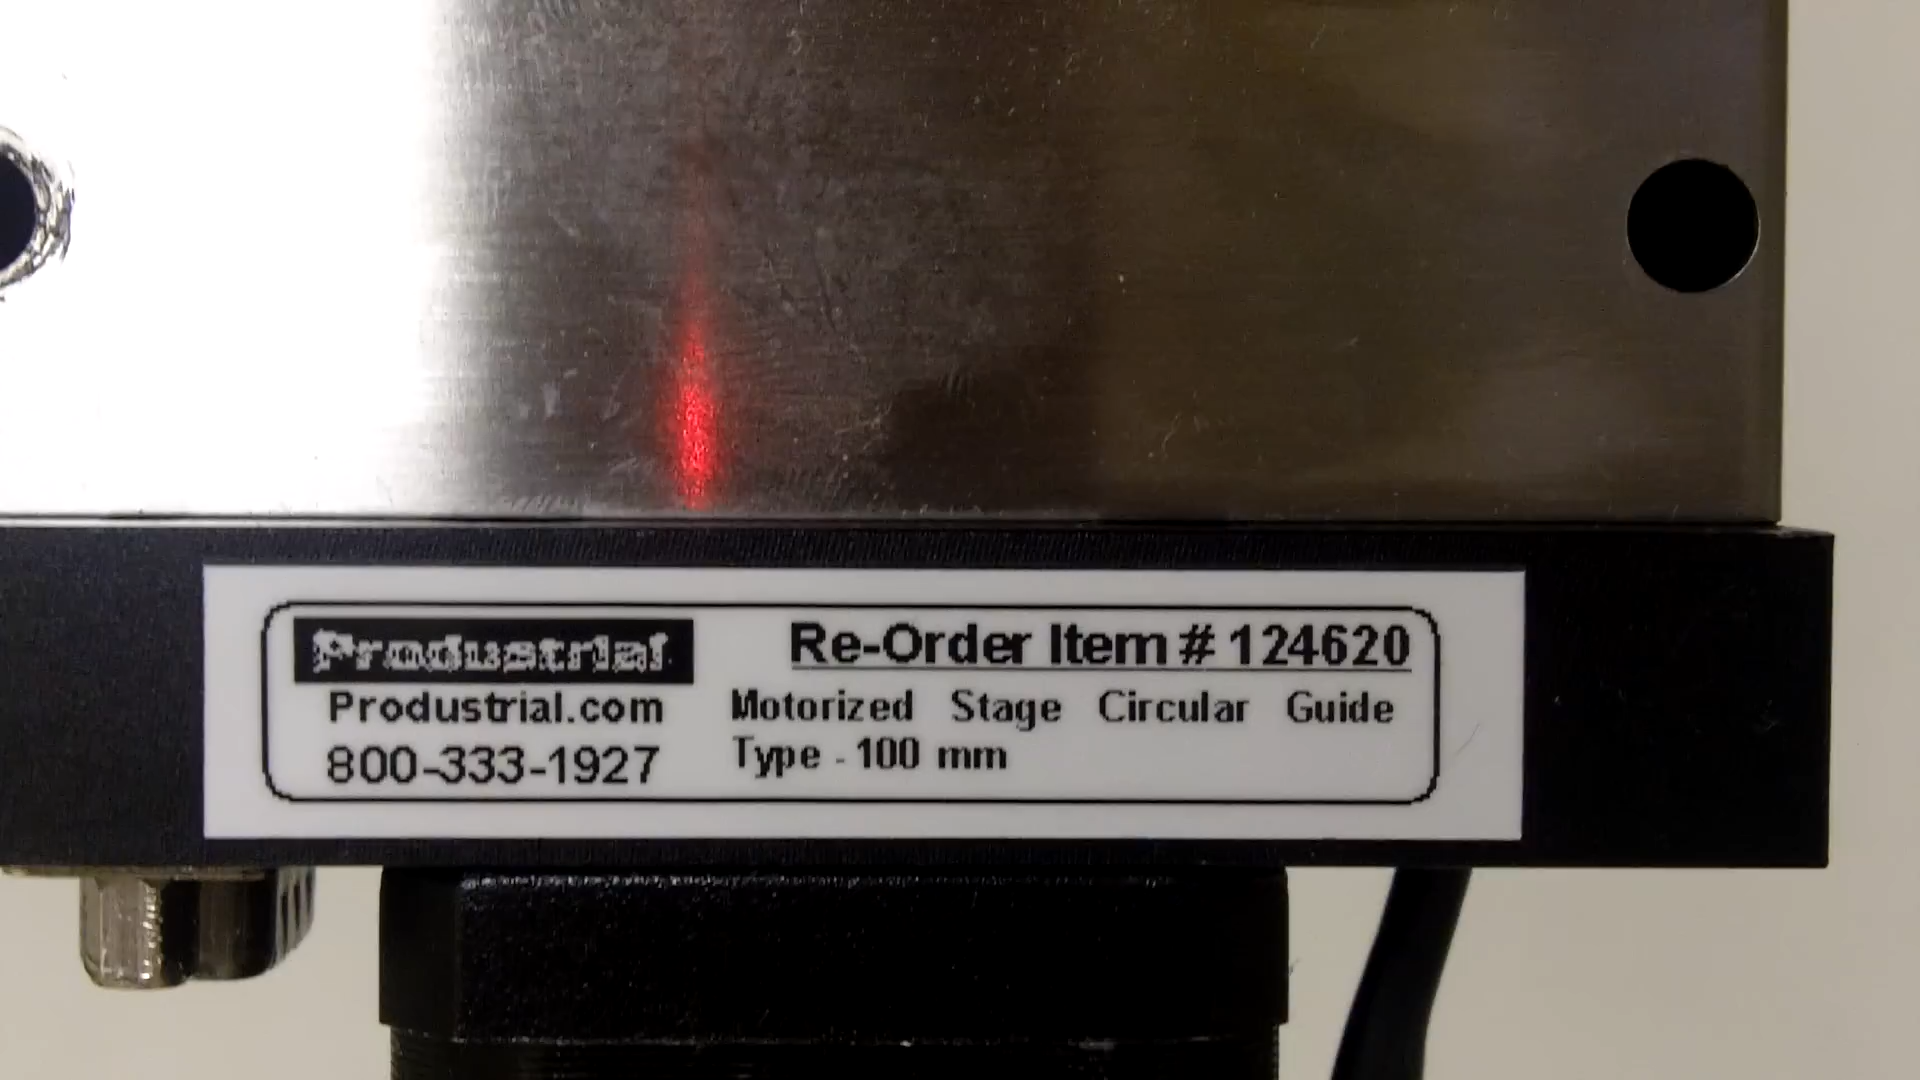 Produstrial
Re-Order Item # 124620
Produstrial.com
800-333-1927
Motorized Stage Circular Guide
Type - 100 mm